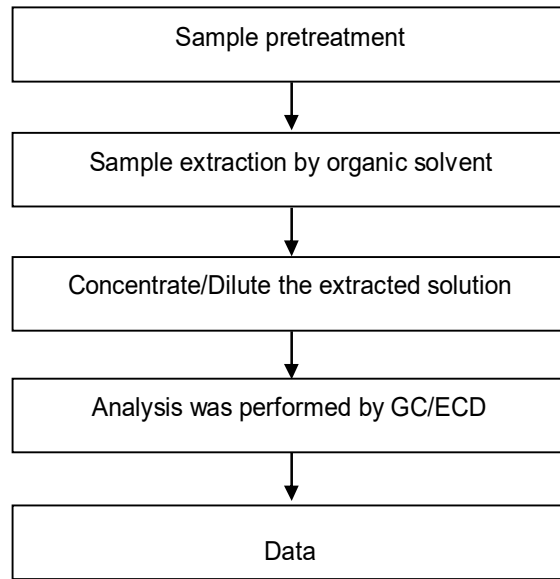 Sample pretreatment
Sample extraction by organic solvent
Concentrate/Dilute the extracted solution
Analysis was performed by GC/ECD
Data